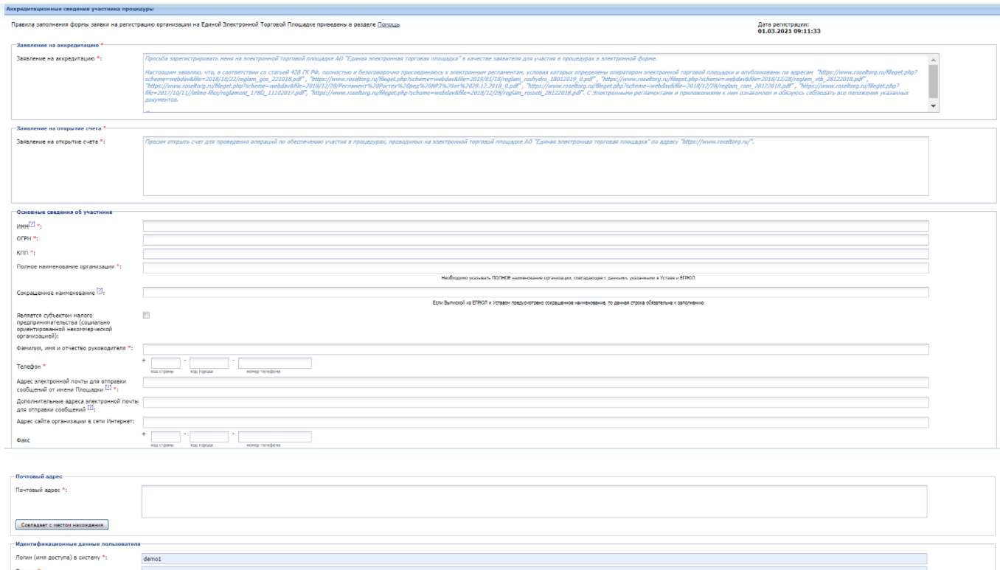 Аккредитационные сведения участника процедуры
Правила заполнения формы заявки на регистрацию организации на Единой Электронной Торговой Площадке приведены в разделе Помощь
Дата регистрации:
01.03.2021 09:11:33
Заявление на аккредитацию *
Заявление на аккредитацию *:
Просьба зарегистрировать меня на электронной торговой площадке АО "Единая электронная торговая площадка" в качестве заявителя для участия в процедурах в электронной форме.
Настоящим заявляю, что, в соответствии со статьей 428 ГК РФ, полностью и безоговорочно присоединяюсь к электронным регламентам, условия которых определены оператором электронной торговой площадки и опубликованы по адресам "https://www.roseltorg.ru/fileget.php?
scheme=webdav&file=2018/10/22/reglam_pos_221018.pdf" , "https://www.roseltorg.ru/fileget.php?scheme=webdav&file=2019/01/18/reglam_rushydro_18012019_0.pdf" , "https://www.roseltorg.ru/fileget.php?scheme=webdav&file=2018/12/28/reglam_vtb_28122018.pdf" ,
"https://www.roseltorg.ru/fileget.php?scheme=webdav&file=2018/12/28/Регламент%20Ростех%20ред%20№3%20от%2028.12.2018_0.pdf" , "https://www.roseltorg.ru/fileget.php?scheme=webdav&file=2018/12/28/reglam_com_28122018.pdf" , "https://www.roseltorg.ru/fileget.php?
file=2017/10/11//inline-files/reglament_178fz_11102017.pdf", "https://www.roseltorg.ru/fileget.php?scheme=webdav&file=2018/12/28/reglam_rosseti_28122018.pdf". С Электронными регламентами и приложениями к ним ознакомлен и обязуюсь соблюдать все положения указанных
документов.
Заявление на открытие счета *
Заявление на открытие счета *:
Просим открыть счет для проведения операций по обеспечению участия в процедурах, проводимых на электронной торговой площадке АО "Единая электронная торговая площадка" по адресу "https://www.roseltorg.ru/".
Основные сведения об участнике
ИНН[?] *:
ОГРН *:
КПП *:
Полное наименование организации *:
Необходимо указывать ПОЛНОЕ наименование организации, совпадающее с данными, указанными в Уставе и ЕГРЮЛ
Сокращенное наименование [?]:
Если Выпиской из ЕГРЮЛ и Уставом предусмотрено сокращенное наименование, то данная строка обязательна к заполнению
Является субъектом малого
предпринимательства (социально
ориентированной некоммерческой
организацией):
Фамилия, имя и отчество руководителя *:
Телефон *
+ - -
код страны код города номер телефона
Адрес электронной почты для отправки
сообщений от имени Площадки [?] *:
Дополнительные адреса электронной почты
для отправки сообщений [?]:
Адрес сайта организации в сети Интернет:
Факс
+ - -
код страны код города номер телефона
Почтовый адрес
Почтовый адрес *:
Совпадает с местом нахождения
Идентификационные данные пользователя
Логин (имя доступа) в систему *:
demo1